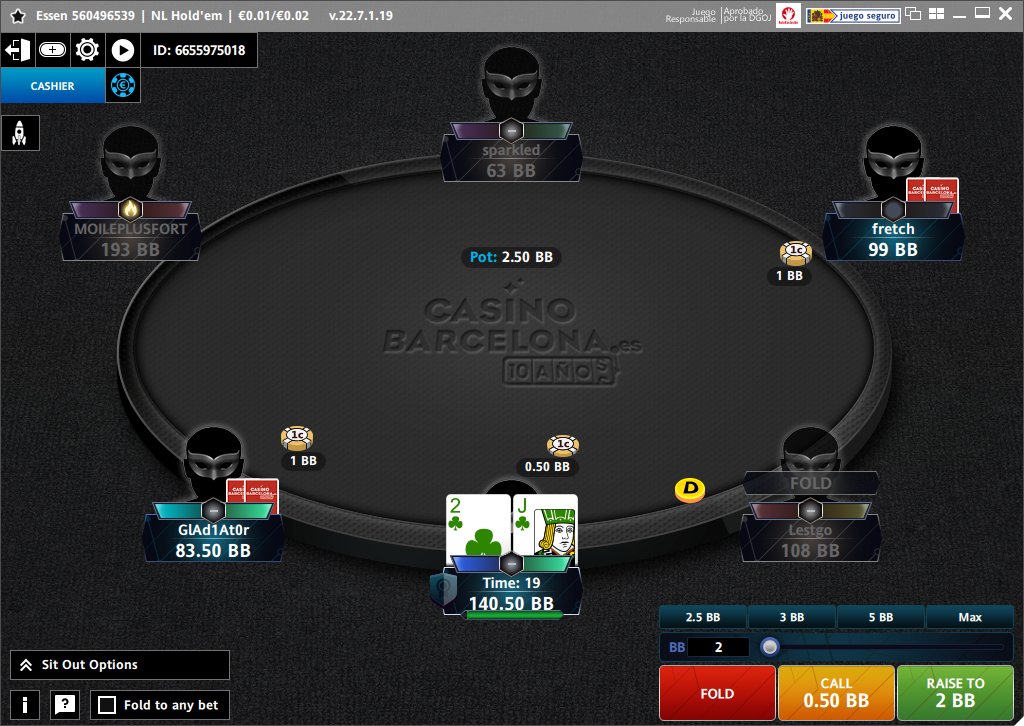 Essen 560496539 | NL Hold'em | €0.01/€0.02 v.22.7.1.19
Juego Responsable
Aprobado por la DGOJ
juego seguro
ID: 6655975018
CASHIER
sparkled
63 BB
MOILEPLUSFORT
193 BB
fretch
99 BB
1 BB
1c
Pot: 2.50 BB
CASINO
BARCELONA.es
10 AÑOS
1c
1 BB
1c
0.50 BB
D
FOLD
Lestgo
108 BB
GlAd1At0r
83.50 BB
2
J
Time: 19
140.50 BB
2.5 BB
3 BB
5 BB
Max
BB 2
FOLD
CALL
0.50 BB
RAISE TO
2 BB
Sit Out Options
i
?
Fold to any bet